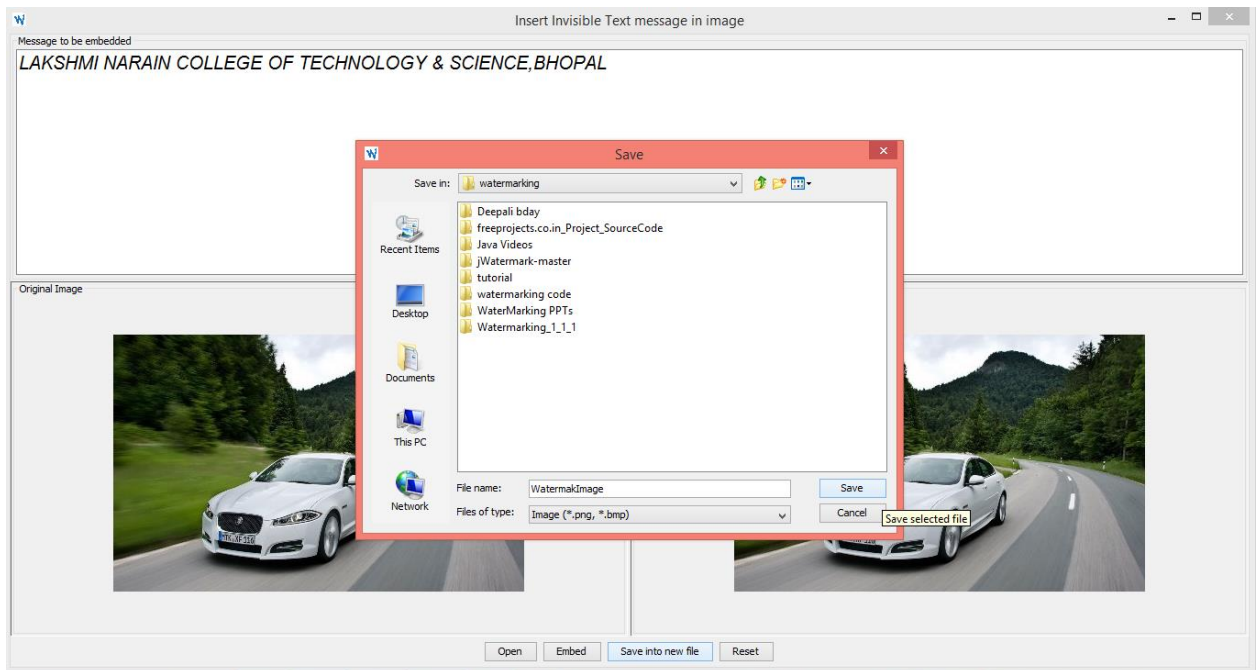 Insert Invisible Text message in image
Message to be embedded
LAKSHMI NARAIN COLLEGE OF TECHNOLOGY & SCIENCE,BHOPAL
Save
Save in: watermarking
Recent Items
Desktop
Documents
This PC
Network
Deepali bday
freeprojects.co.in_Project_SourceCode
Java Videos
jWatermark-master
tutorial
watermarking code
WaterMarking PPTs
Watermarking_1_1_1
File name: WatermakImage Save
Files of type: Image (*.png, *.bmp) Cancel
Save selected file
Original Image
Open Embed Save into new file Reset